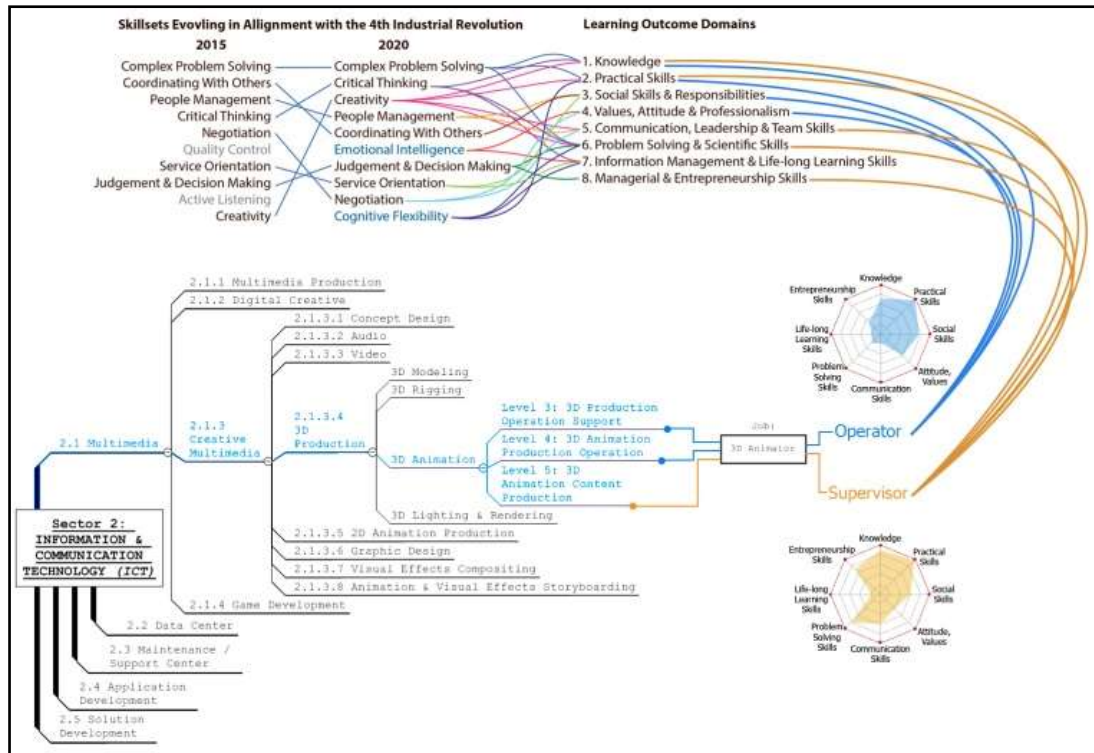 Skillsets Evovling in Allignment with the 4th Industrial Revolution
Learning Outcome Domains
2015
2020
Complex Problem Solving
Coordinating With Others
People Management
Critical Thinking
Negotiation
Quality Control
Service Orientation
Judgement & Decision Making
Active Listening
Creativity
Complex Problem Solving
Critical Thinking
Creativity
People Management
Coordinating With Others
Emotional Intelligence
Judgement & Decision Making
Service Orientation
Negotiation
Cognitive Flexibility
1. Knowledge
2. Practical Skills
3. Social Skills & Responsibilities
4. Values, Attitude & Professionalism
5. Communication, Leadership & Team Skills
6. Problem Solving & Scientific Skills
7. Information Management & Life-long Learning Skills
8. Managerial & Entrepreneurship Skills
Sector 2:
INFORMATION &
COMMUNICATION
TECHNOLOGY (ICT)
2.1 Multimedia
2.1.1 Multimedia Production
2.1.2 Digital Creative
2.1.3
Creative
Multimedia
2.1.3.1 Concept Design
2.1.3.2 Audio
2.1.3.3 Video
2.1.3.4
3D
Production
3D Modeling
3D Rigging
3D Animation
Level 3: 3D Production
Operation Support
Level 4: 3D Animation
Production Operation
Level 5: 3D
Animation Content
Production
3D Lighting & Rendering
2.1.3.5 2D Animation Production
2.1.3.6 Graphic Design
2.1.3.7 Visual Effects Compositing
2.1.3.8 Animation & Visual Effects Storyboarding
2.1.4 Game Development
2.2 Data Center
2.3 Maintenance /
Support Center
2.4 Application
Development
2.5 Solution
Development
Job:
3D Animator
Operator
Supervisor
Knowledge
Practical
Skills
Social
Skills
Attitude,
Values
Communication
Skills
Problem
Solving
Skills
Life-long
Learning
Skills
Entrepreneurship
Skills
Knowledge
Practical
Skills
Social
Skills
Attitude,
Values
Communication
Skills
Problem
Solving
Skills
Life-long
Learning
Skills
Entrepreneurship
Skills